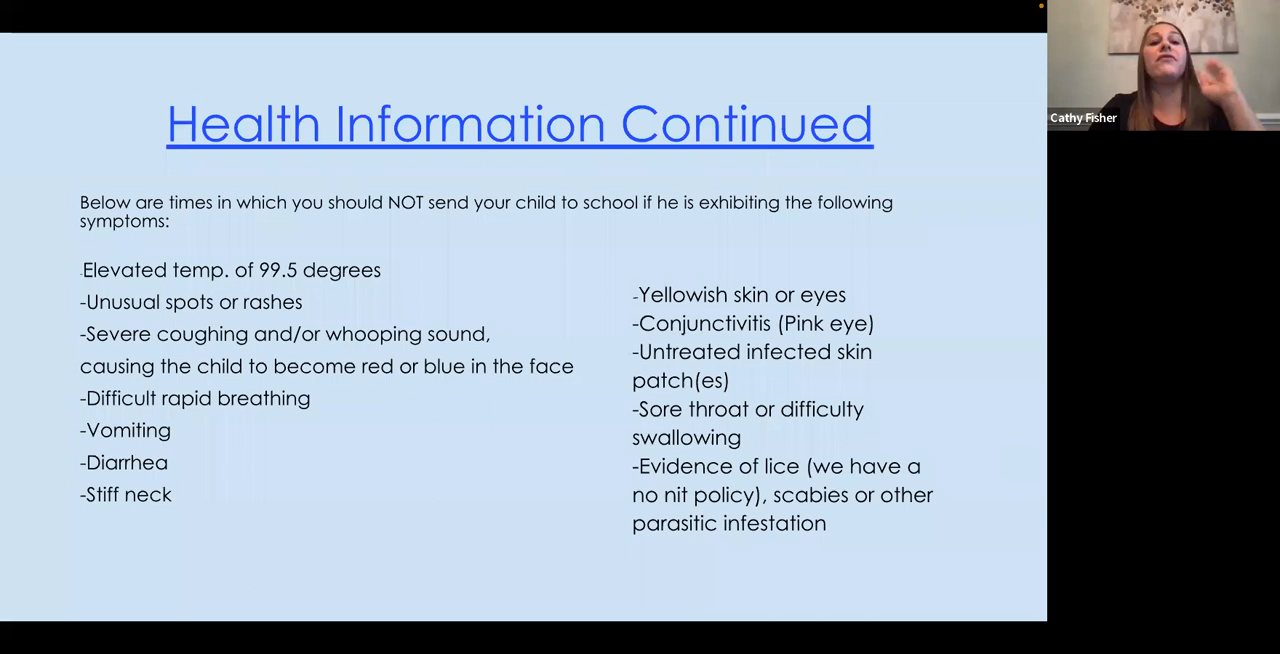 Health Information Continued
Below are times in which you should NOT send your child to school if he is exhibiting the following
symptoms:
-Elevated temp. of 99.5 degrees
-Unusual spots or rashes
-Severe coughing and/or whooping sound,
causing the child to become red or blue in the face
-Difficult rapid breathing
-Vomiting
-Diarrhea
-Stiff neck
-Yellowish skin or eyes
-Conjunctivitis (Pink eye)
-Untreated infected skin
patch(es)
-Sore throat or difficulty
swallowing
-Evidence of lice (we have a
no nit policy), scabies or other
parasitic infestation
Cathy Fisher